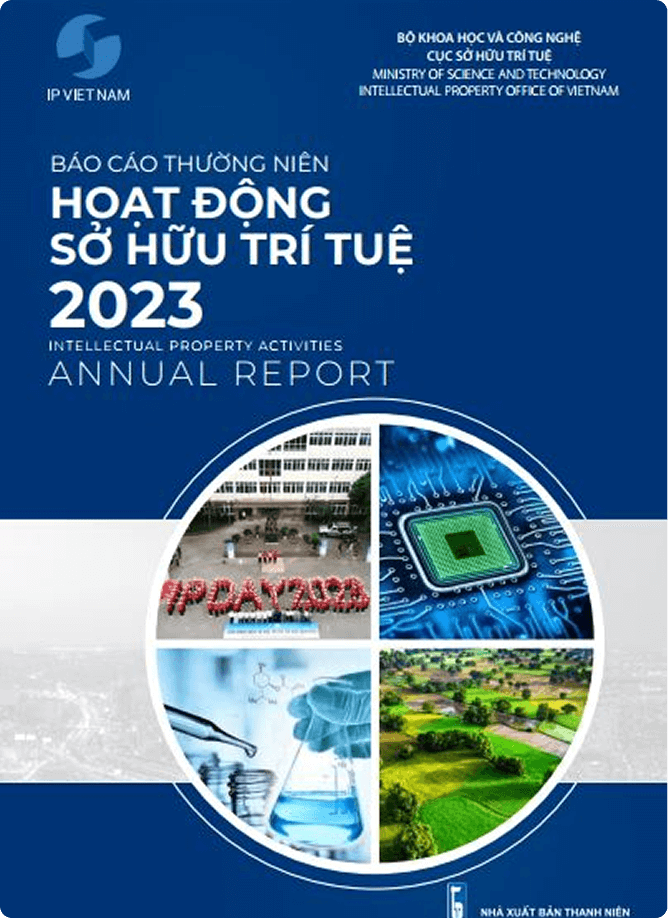 IP VIET NAM
BỘ KHOA HỌC VÀ CÔNG NGHỆ
CỤC SỞ HỮU TRÍ TUỆ
MINISTRY OF SCIENCE AND TECHNOLOGY
INTELLECTUAL PROPERTY OFFICE OF VIETNAM
BÁO CÁO THƯỜNG NIÊN
HOẠT ĐỘNG
SỞ HỮU TRÍ TUỆ
2023
INTELLECTUAL PROPERTY ACTIVITIES
ANNUAL REPORT
IPDAY2023
NHÀ XUẤT BẢN THANH NIÊN